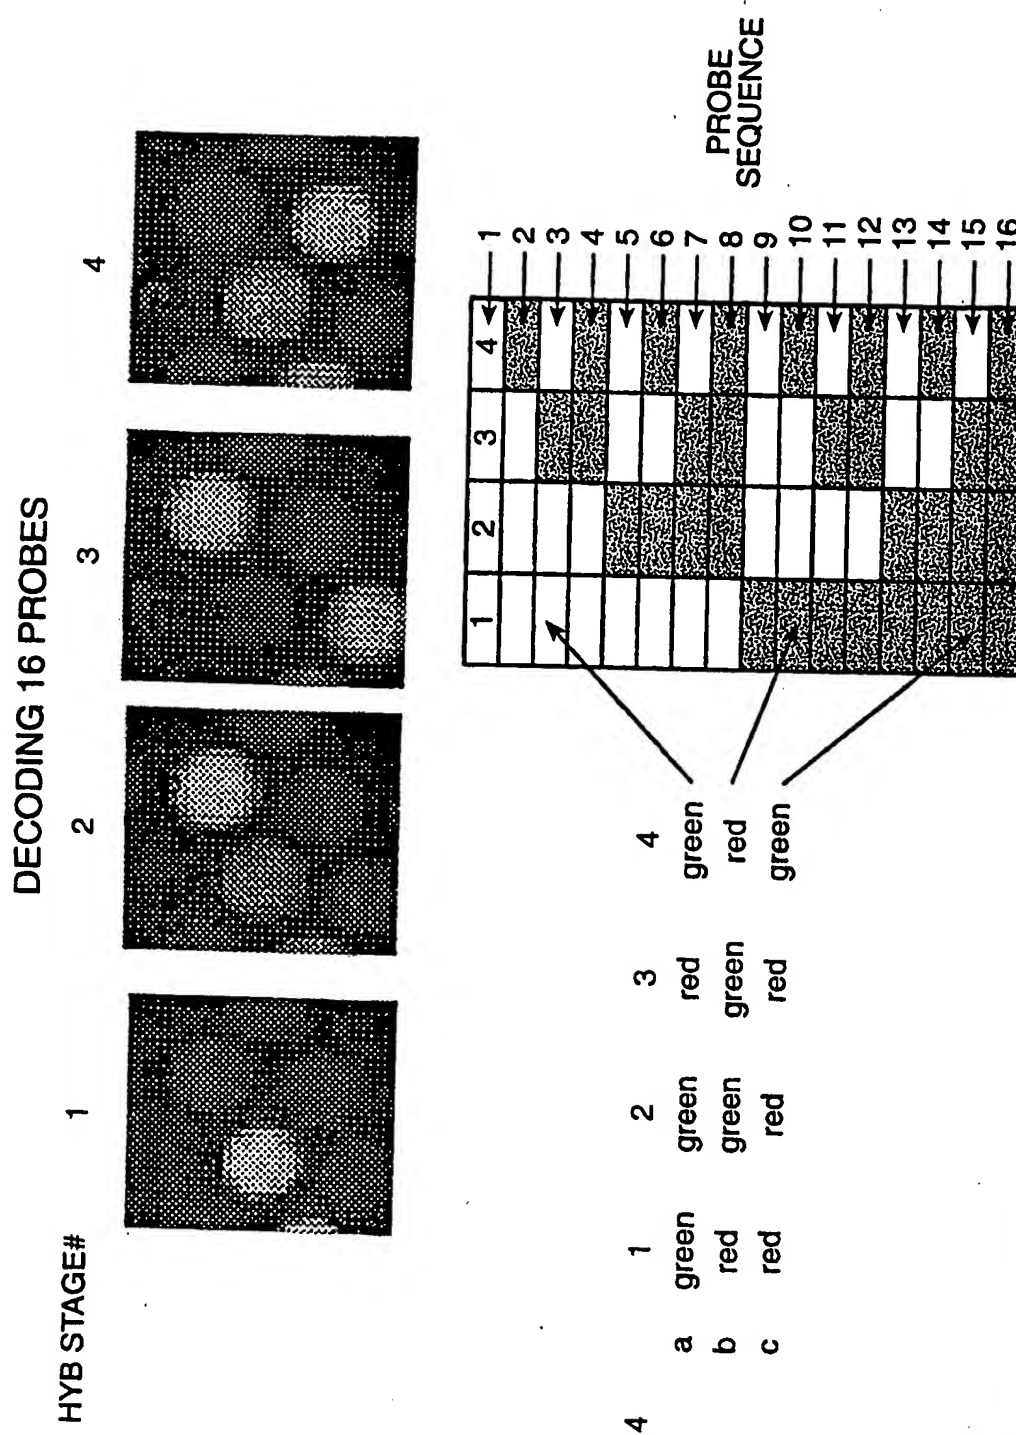 DECODING 16 PROBES
HYB STAGE#
1 2 3 4
4
1 2 3 4
a green green red green
b red green green red
c red red red green
1 2 3 4
1
2
3
4
5
6
7
8
9
10
11
12
13
14
15
16
PROBE
SEQUENCE